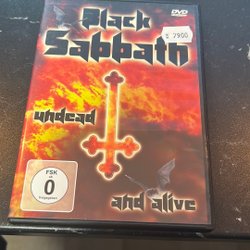 Black
DVD
7900
Sabbath
undead
FSK
0
and alive